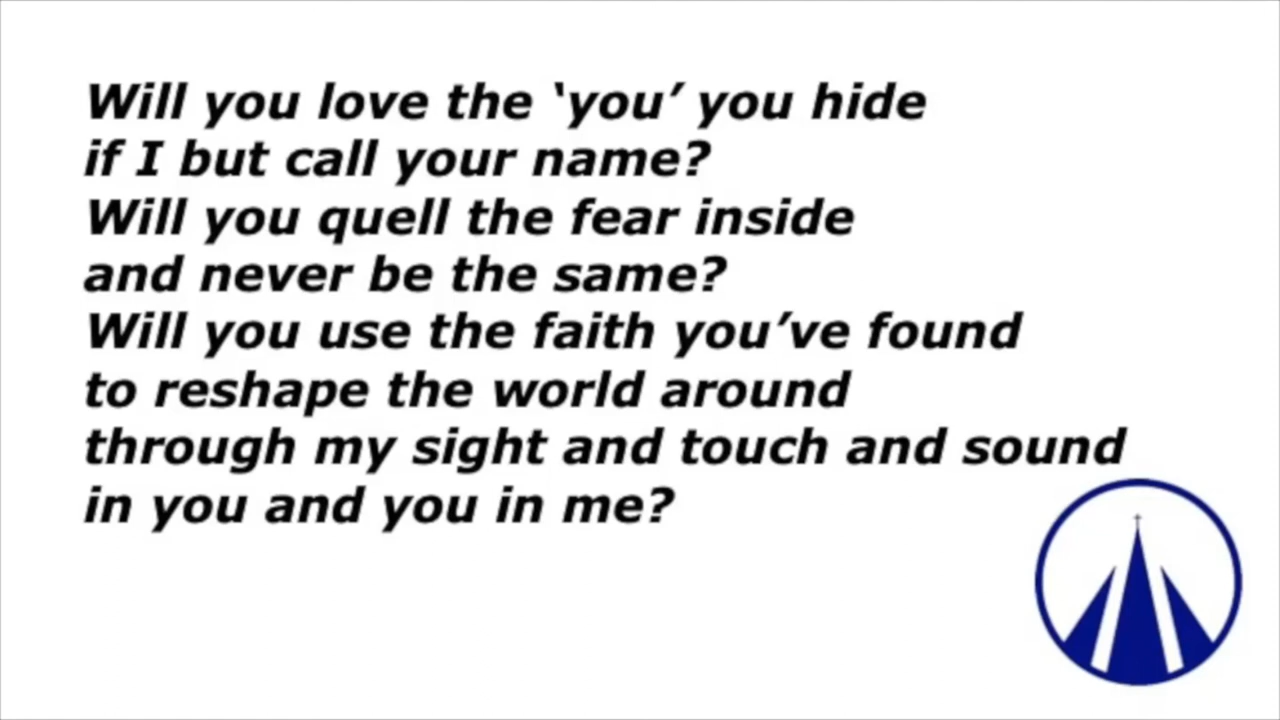 Will you love the ‘you’ you hide
if I but call your name?
Will you quell the fear inside
and never be the same?
Will you use the faith you’ve found
to reshape the world around
through my sight and touch and sound
in you and you in me?